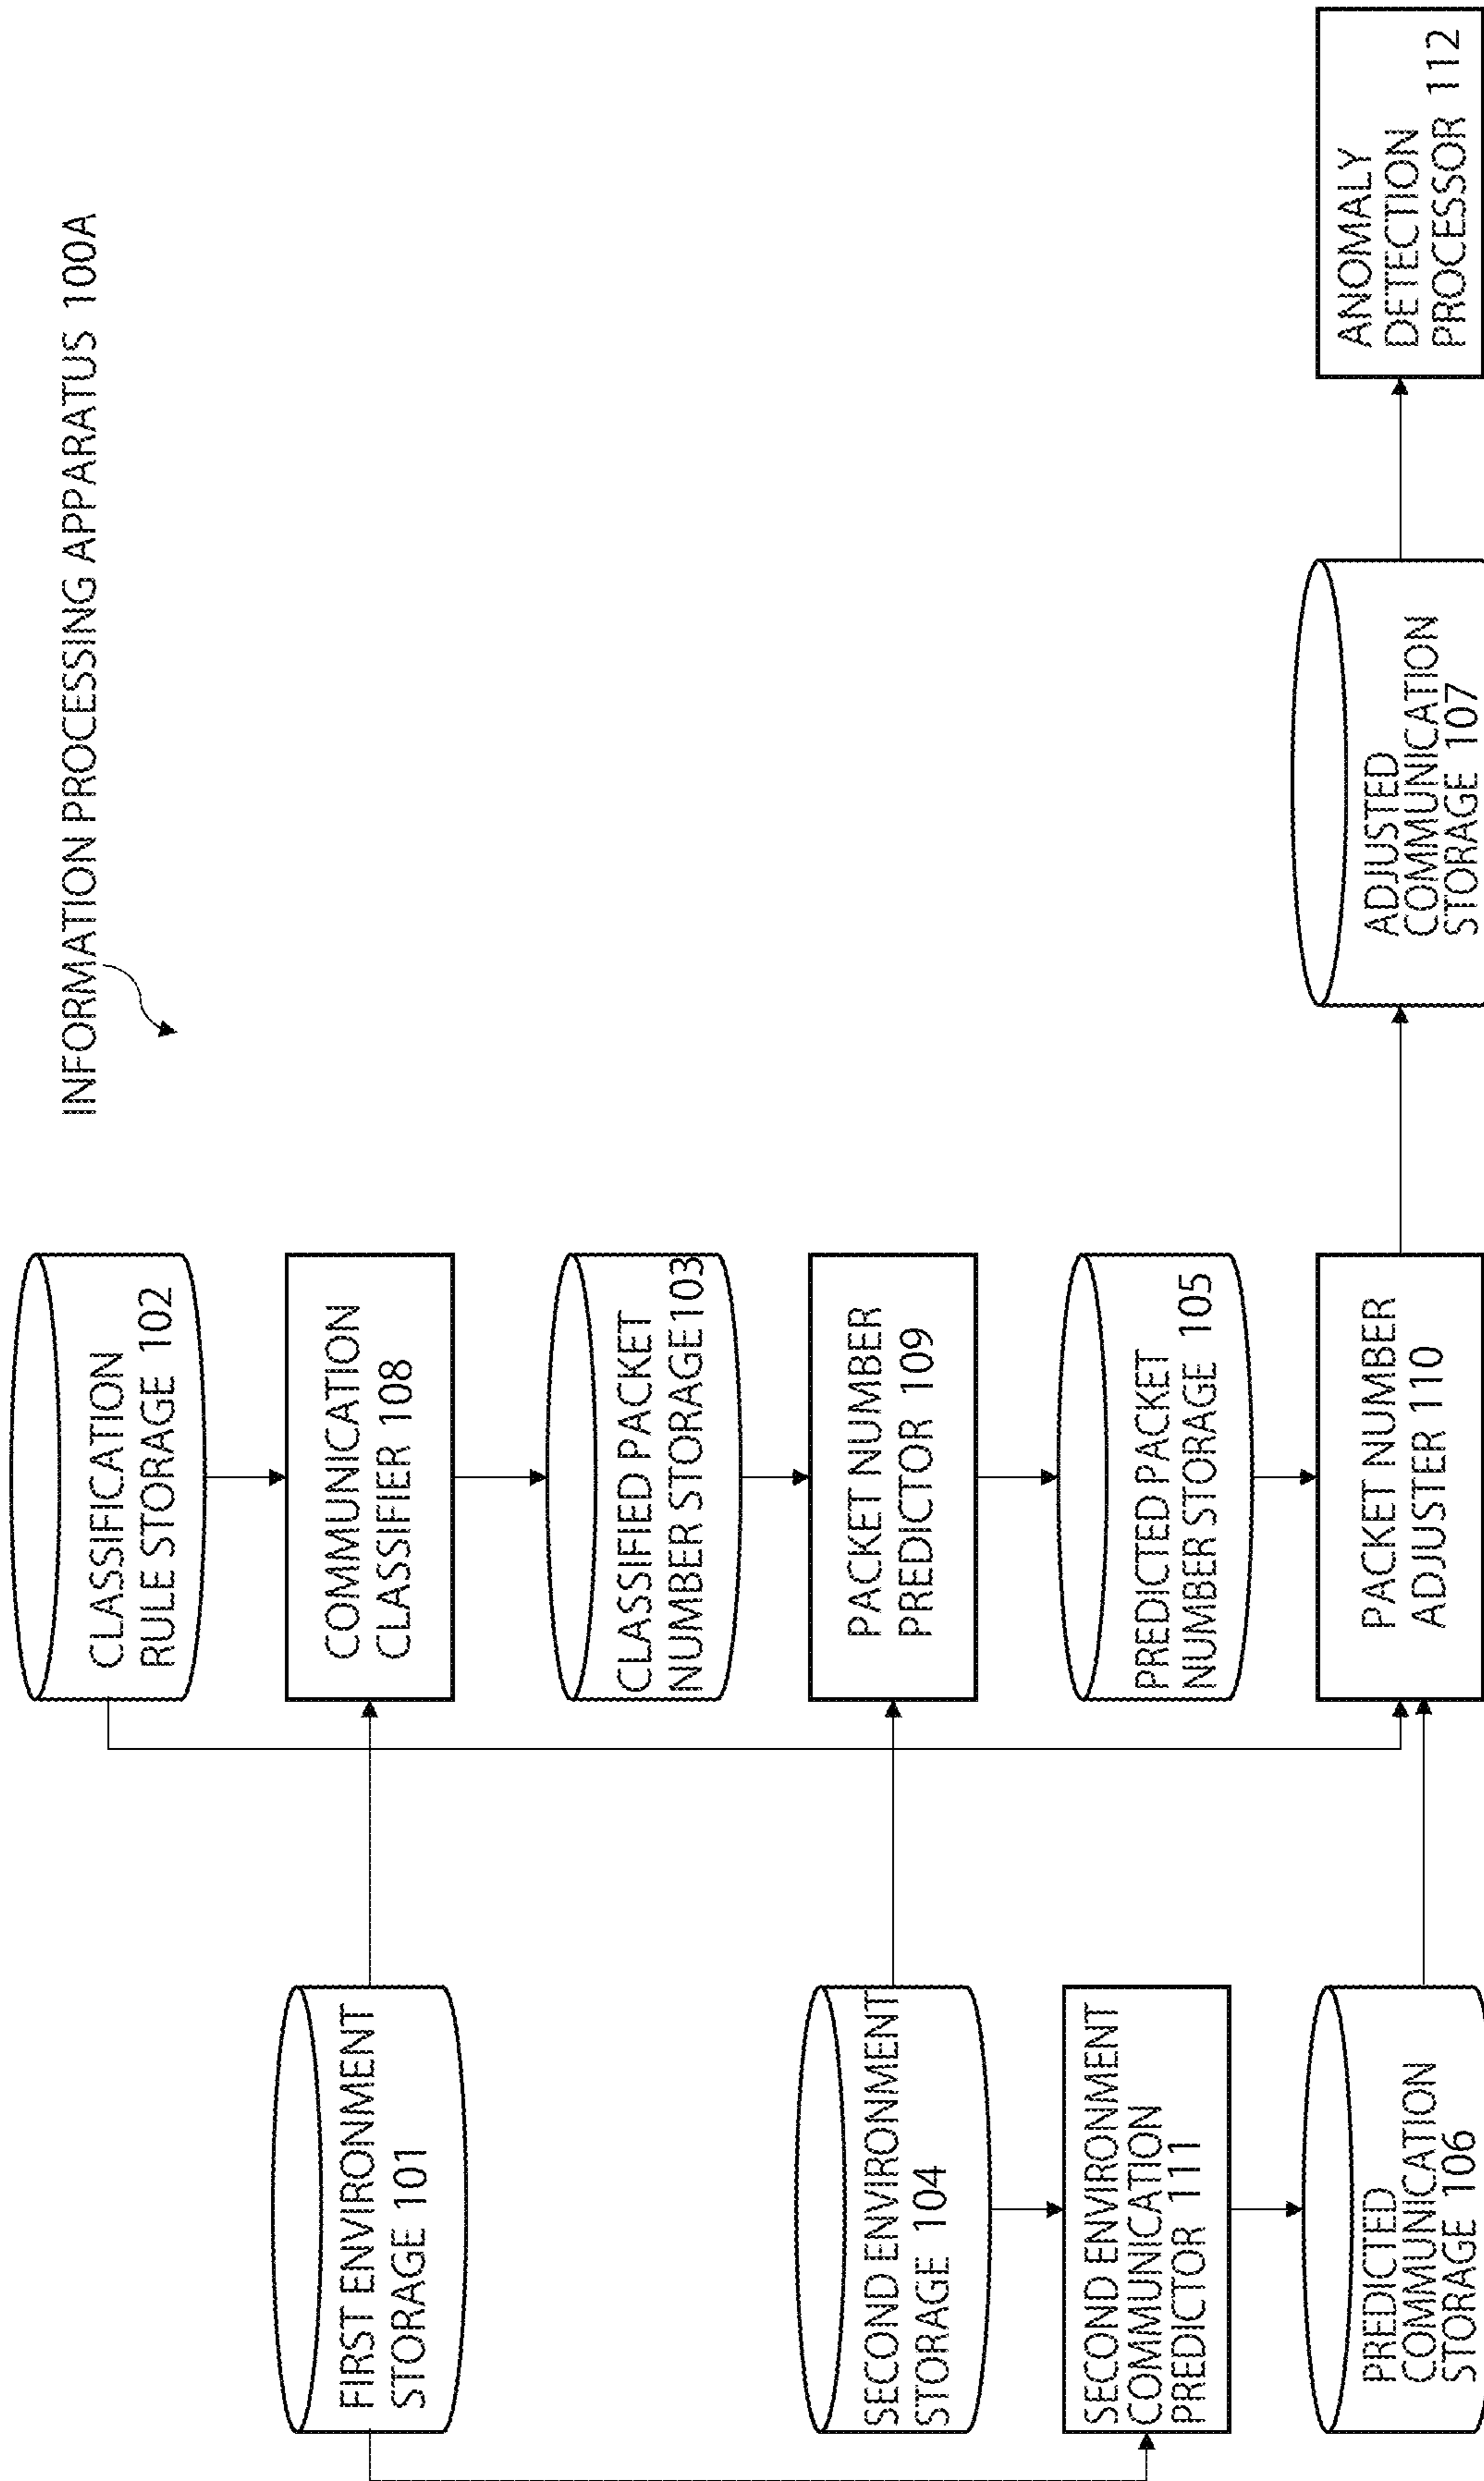 INFORMATION PROCESSING APPARATUS 100A
CLASSIFICATION
RULE STORAGE 102
FIRST ENVIRONMENT
STORAGE 101
COMMUNICATION
CLASSIFIER 108
CLASSIFIED PACKET
NUMBER STORAGE103
SECOND ENVIRONMENT
STORAGE 104
PACKET NUMBER
PREDICTOR 109
SECOND ENVIRONMENT
COMMUNICATION
PREDICTOR 111
PREDICTED PACKET
NUMBER STORAGE 105
PREDICTED
COMMUNICATION
STORAGE 106
PACKET NUMBER
ADJUSTER 110
ADJUSTED
COMMUNICATION
STORAGE 107
ANOMALY
DETECTION
PROCESSOR 112